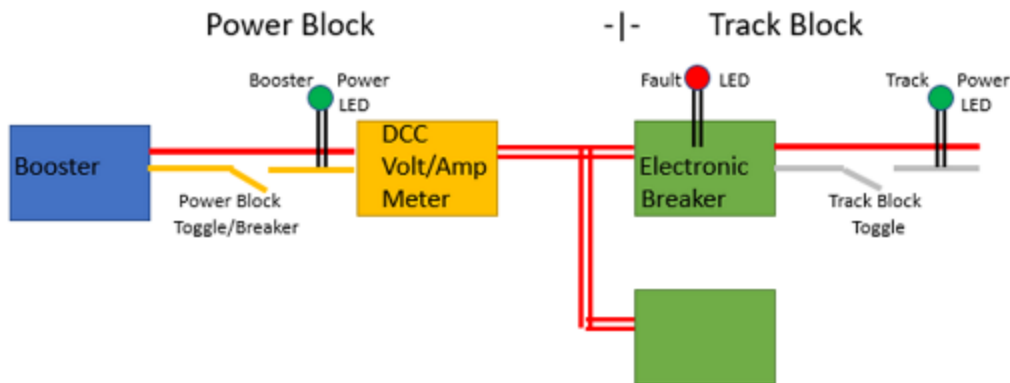 Power Block -|- Track Block
Booster Power
LED
Fault LED
Track Power
LED
Booster
DCC
Volt/Amp
Meter
Electronic
Breaker
Power Block
Toggle/Breaker
Track Block
Toggle